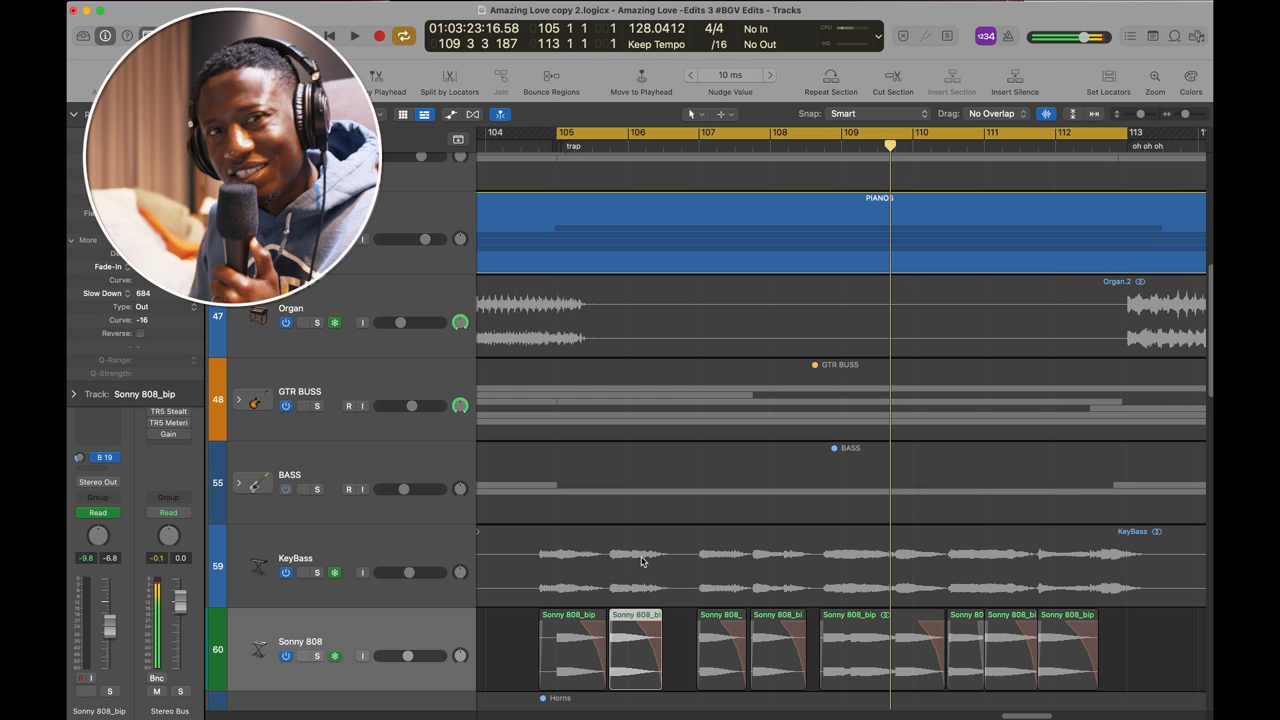 Amazing Love copy 2.logicx - Amazing Love -Edits 3 #BGV Edits - Tracks
01:03:23:16.58
105 1 1 001
128.0412
4/4
No In
CPU
109 3 3 187
113 1 1 001
Keep Tempo
/16
No Out
HD
1234
by Playhead
Split by Locators
Join
Bounce Regions
Move to Playhead
10 ms
Nudge Value
Repeat Section
Cut Section
Insert Section
Insert Silence
Set Locators
Zoom
Colors
Snap: Smart
Drag: No Overlap
104 105 106 107 108 109 110 111 112 113
trap
oh oh oh
PIANOS
More
Fade-In
Curve:
Slow Down 684
Type: Out
Curve: -16
Reverse:
- -
Q-Range:
Q-Strength:
Track: Sonny 808_bip
I
47
Organ
S I
Organ.2
48
GTR BUSS
S R I
GTR BUSS
55
BASS
S R I
BASS
59
KeyBass
S I
KeyBass
60
Sonny 808
S I
Sonny 808_bip
Sonny 808_bi
Sonny 808_
Sonny 808_bi
Sonny 808_bip
Sonny 80
Sonny 808_bi
Sonny 808_bip
Horns
TR5 Stealt
TR5 Meteri
Gain
B 19
Stereo Out
Group
Group
Read
Read
-9.8 -6.8
-0.1 0.0
R I
Bnc
S
M S
Sonny 808_bip
Stereo Bus